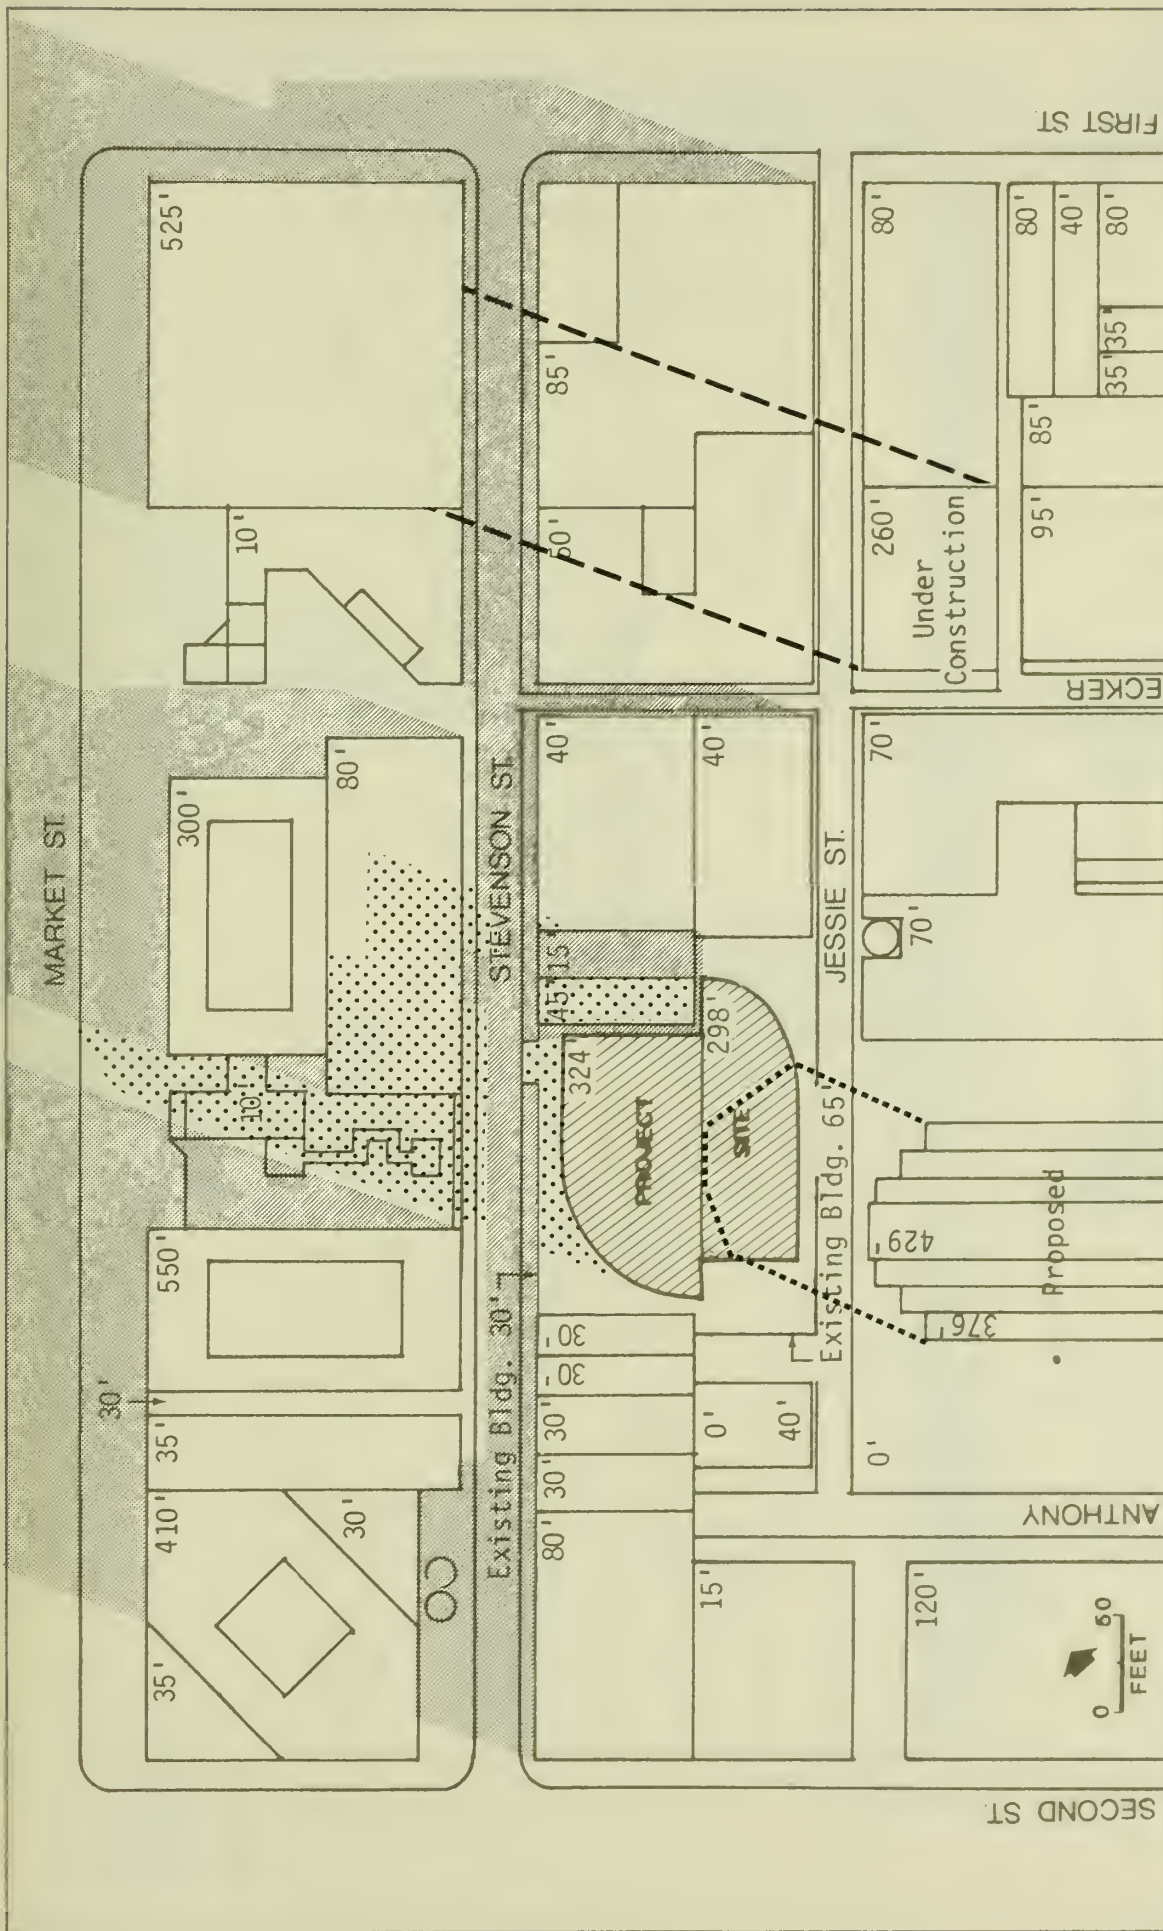 MARKET ST.
FIRST ST.
525'
10'
300'
80'
10'
550'
30'
35'
410'
30'
35'
STEVENSON ST.
85'
40'
40'
15'
45'
324'
298'
PROJECT
SITE
Existing Bldg. 30'
30'
30'
30'
30'
80'
0'
40'
15'
JESSIE ST.
Existing Bldg. 65'
80'
260'
Under
Construction
80'
40'
80'
35'
35'
85'
95'
ECKER
70'
70'
429'
376'
Proposed
0'
ANTHONY
120'
0 50
FEET
SECOND ST.